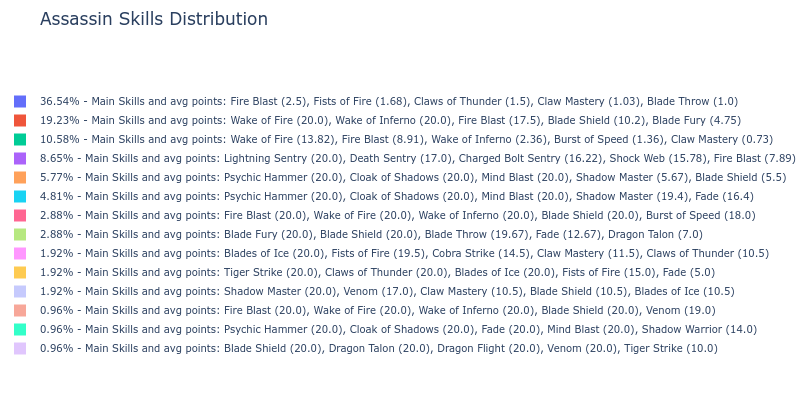 Assassin Skills Distribution
36.54% - Main Skills and avg points: Fire Blast (2.5), Fists of Fire (1.68), Claws of Thunder (1.5), Claw Mastery (1.03), Blade Throw (1.0)
19.23% - Main Skills and avg points: Wake of Fire (20.0), Wake of Inferno (20.0), Fire Blast (17.5), Blade Shield (10.2), Blade Fury (4.75)
10.58% - Main Skills and avg points: Wake of Fire (13.82), Fire Blast (8.91), Wake of Inferno (2.36), Burst of Speed (1.36), Claw Mastery (0.73)
8.65% - Main Skills and avg points: Lightning Sentry (20.0), Death Sentry (17.0), Charged Bolt Sentry (16.22), Shock Web (15.78), Fire Blast (7.89)
5.77% - Main Skills and avg points: Psychic Hammer (20.0), Cloak of Shadows (20.0), Mind Blast (20.0), Shadow Master (5.67), Blade Shield (5.5)
4.81% - Main Skills and avg points: Psychic Hammer (20.0), Cloak of Shadows (20.0), Mind Blast (20.0), Shadow Master (19.4), Fade (16.4)
2.88% - Main Skills and avg points: Fire Blast (20.0), Wake of Fire (20.0), Wake of Inferno (20.0), Blade Shield (20.0), Burst of Speed (18.0)
2.88% - Main Skills and avg points: Blade Fury (20.0), Blade Shield (20.0), Blade Throw (19.67), Fade (12.67), Dragon Talon (7.0)
1.92% - Main Skills and avg points: Blades of Ice (20.0), Fists of Fire (19.5), Cobra Strike (14.5), Claw Mastery (11.5), Claws of Thunder (10.5)
1.92% - Main Skills and avg points: Tiger Strike (20.0), Claws of Thunder (20.0), Blades of Ice (20.0), Fists of Fire (15.0), Fade (5.0)
1.92% - Main Skills and avg points: Shadow Master (20.0), Venom (17.0), Claw Mastery (10.5), Blade Shield (10.5), Blades of Ice (10.5)
0.96% - Main Skills and avg points: Fire Blast (20.0), Wake of Fire (20.0), Wake of Inferno (20.0), Blade Shield (20.0), Venom (19.0)
0.96% - Main Skills and avg points: Psychic Hammer (20.0), Cloak of Shadows (20.0), Fade (20.0), Mind Blast (20.0), Shadow Warrior (14.0)
0.96% - Main Skills and avg points: Blade Shield (20.0), Dragon Talon (20.0), Dragon Flight (20.0), Venom (20.0), Tiger Strike (10.0)